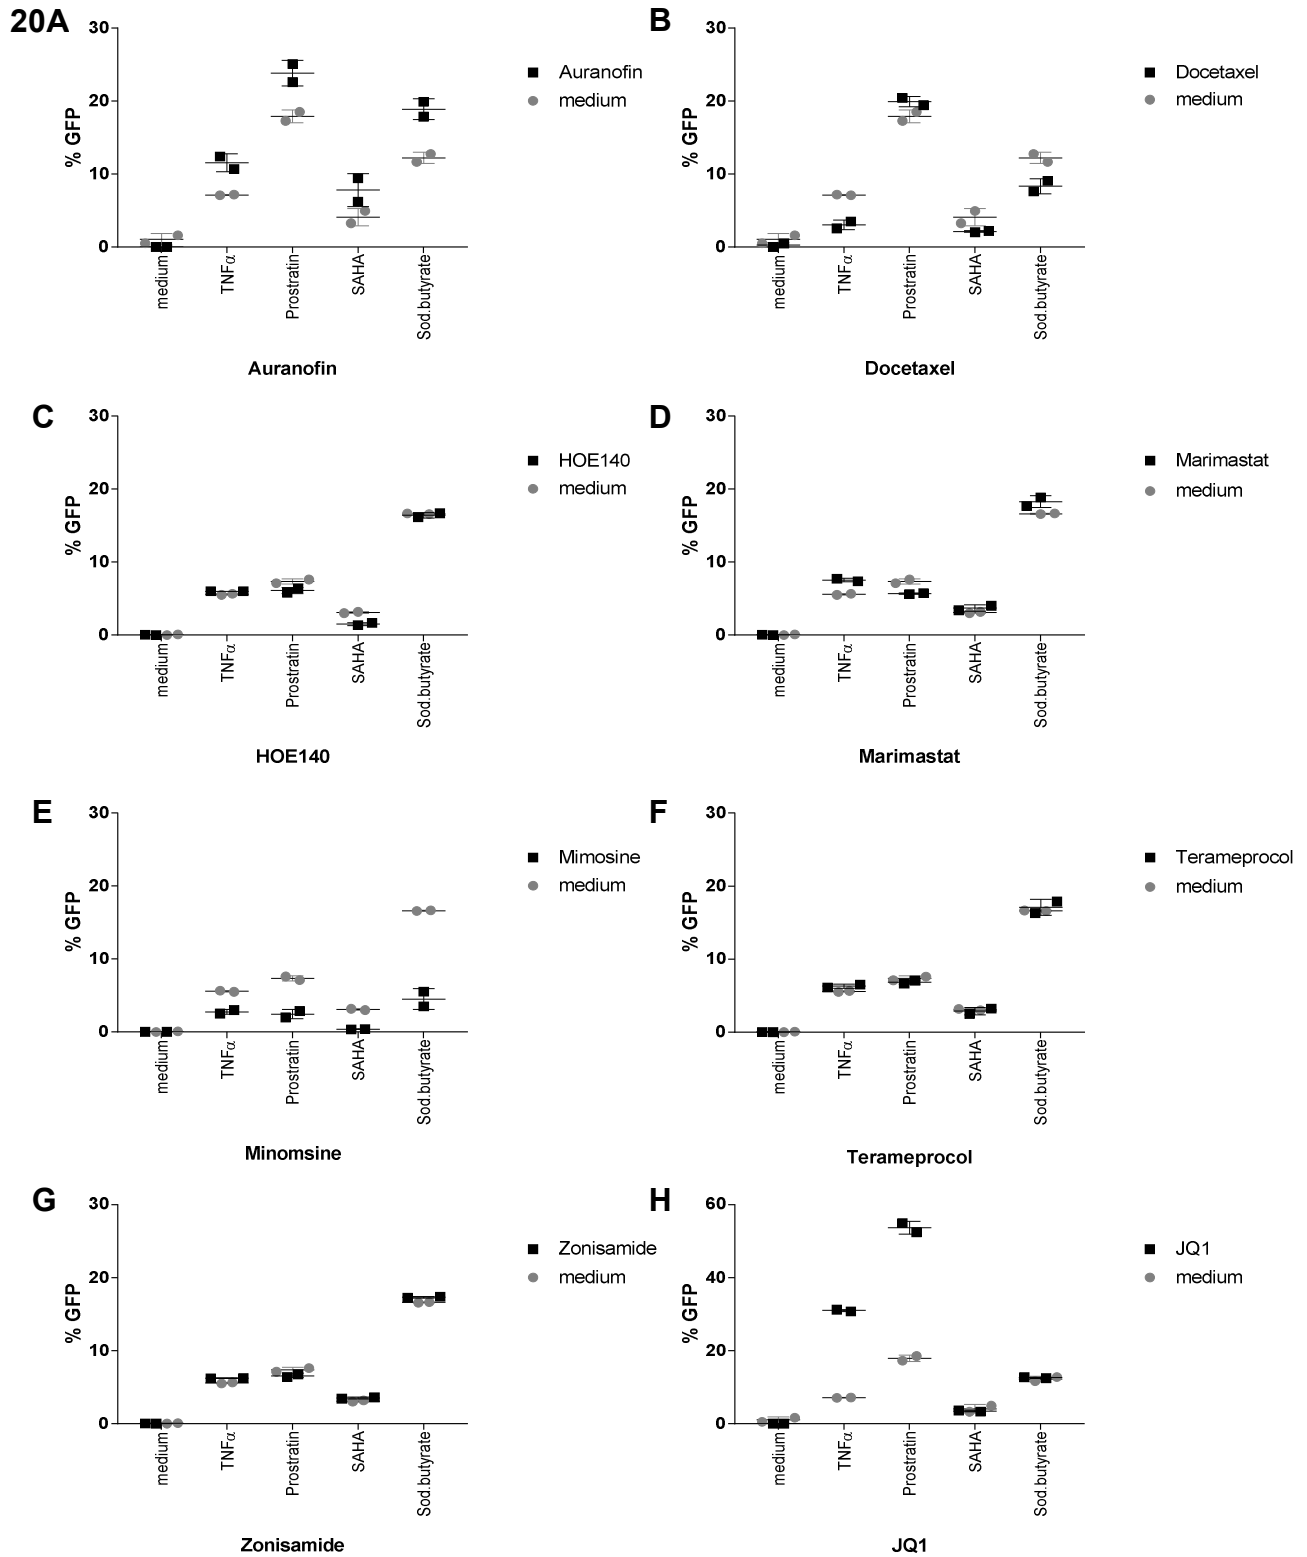 20A
30
20
10
0
% GFP
Auranofin
medium
medium
TNFα
Prostratin
SAHA
Sod.butyrate
Auranofin
B
30
20
10
0
% GFP
Docetaxel
medium
medium
TNFα
Prostratin
SAHA
Sod.butyrate
Docetaxel
C
30
20
10
0
% GFP
HOE140
medium
medium
TNFα
Prostratin
SAHA
Sod.butyrate
HOE140
D
30
20
10
0
% GFP
Marimastat
medium
medium
TNFα
Prostratin
SAHA
Sod.butyrate
Marimastat
E
30
20
10
0
% GFP
Mimosine
medium
medium
TNFα
Prostratin
SAHA
Sod.butyrate
Minomsine
F
30
20
10
0
% GFP
Terameprocol
medium
medium
TNFα
Prostratin
SAHA
Sod.butyrate
Terameprocol
G
30
20
10
0
% GFP
Zonisamide
medium
medium
TNFα
Prostratin
SAHA
Sod.butyrate
Zonisamide
H
60
40
20
0
% GFP
JQ1
medium
medium
TNFα
Prostratin
SAHA
Sod.butyrate
JQ1